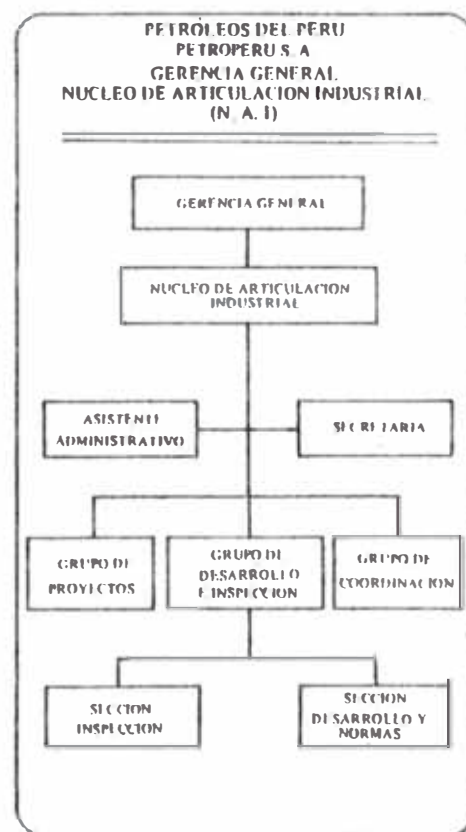 PETROLEOS DEL PERU
PETROPERU S. A
GERENCIA GENERAL
NUCLEO DE ARTICULACION INDUSTRIAL
(N. A. I)
GERENCIA GENERAL
NUCLEO DE ARTICULACION
INDUSTRIAL
ASISTENTE
ADMINISTRATIVO
SECRETARIA
GRUPO DE
PROYECTOS
GRUPO DE
DESARROLLO
E INSPECCION
GRUPO DE
COORDINACION
SECCION
INSPECCION
SECCION
DESARROLLO Y
NORMAS